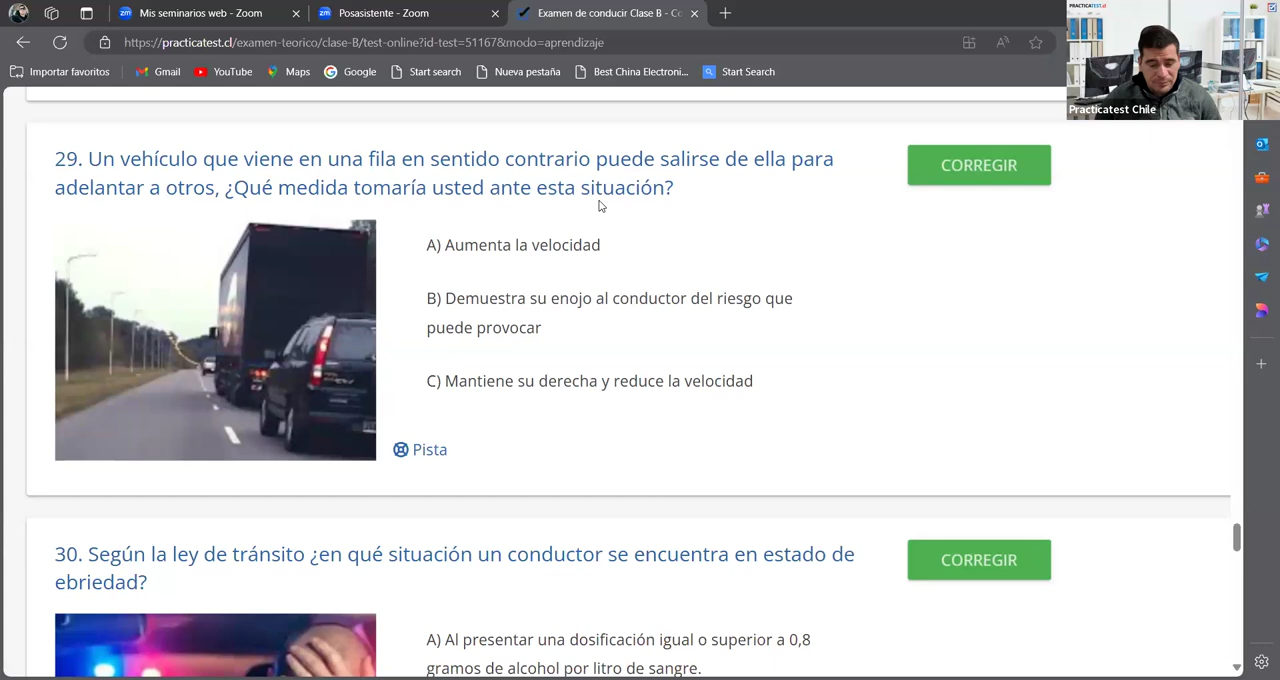 Mis seminarios web - Zoom
Posasistente - Zoom
Examen de conducir Clase B - Co
https://practicatest.cl/examen-teorico/clase-B/test-online?id-test=51167&modo=aprendizaje
Importar favoritos
Gmail
YouTube
Maps
Google
Start search
Nueva pestaña
Best China Electroni...
Start Search
PRACTICATEST.cl
Practicatest Chile
29. Un vehículo que viene en una fila en sentido contrario puede salirse de ella para
adelantar a otros, ¿Qué medida tomaría usted ante esta situación?
CORREGIR
A) Aumenta la velocidad
B) Demuestra su enojo al conductor del riesgo que
puede provocar
C) Mantiene su derecha y reduce la velocidad
Pista
30. Según la ley de tránsito ¿en qué situación un conductor se encuentra en estado de
ebriedad?
CORREGIR
A) Al presentar una dosificación igual o superior a 0,8
gramos de alcohol por litro de sangre.